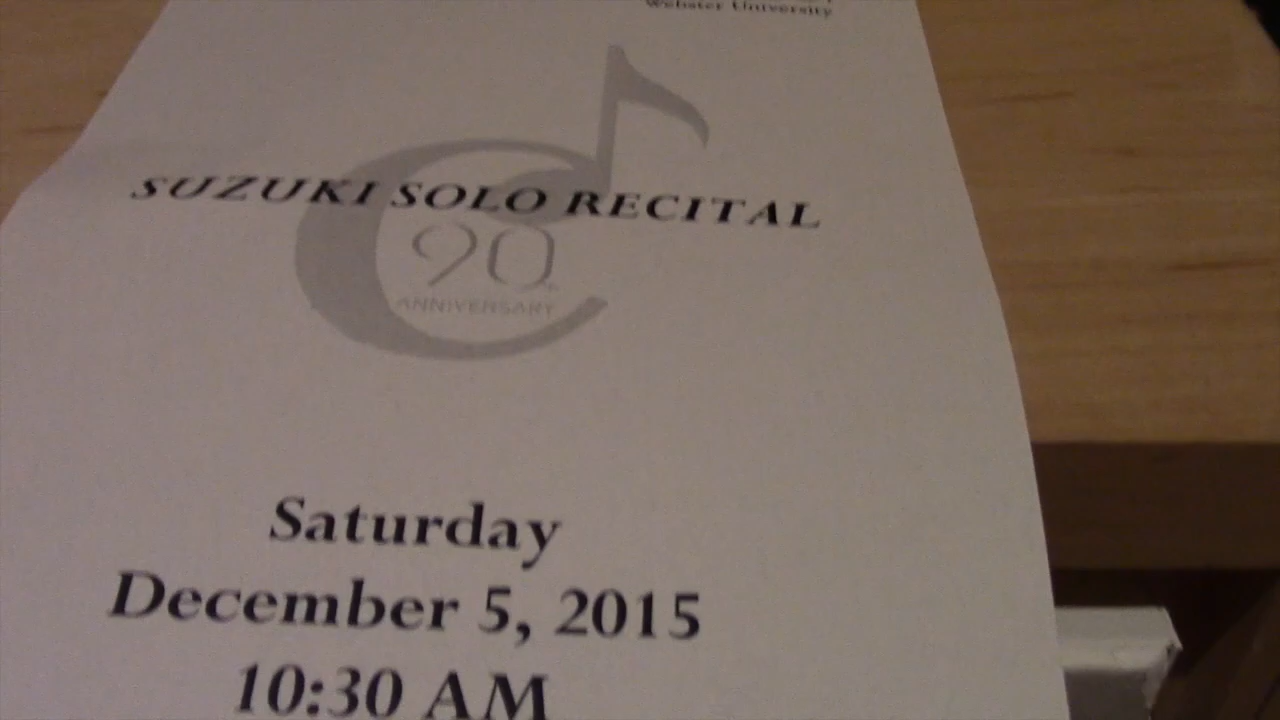 Webster University
SUZUKI SOLO RECITAL
90
ANNIVERSARY
Saturday
December 5, 2015
10:30 AM